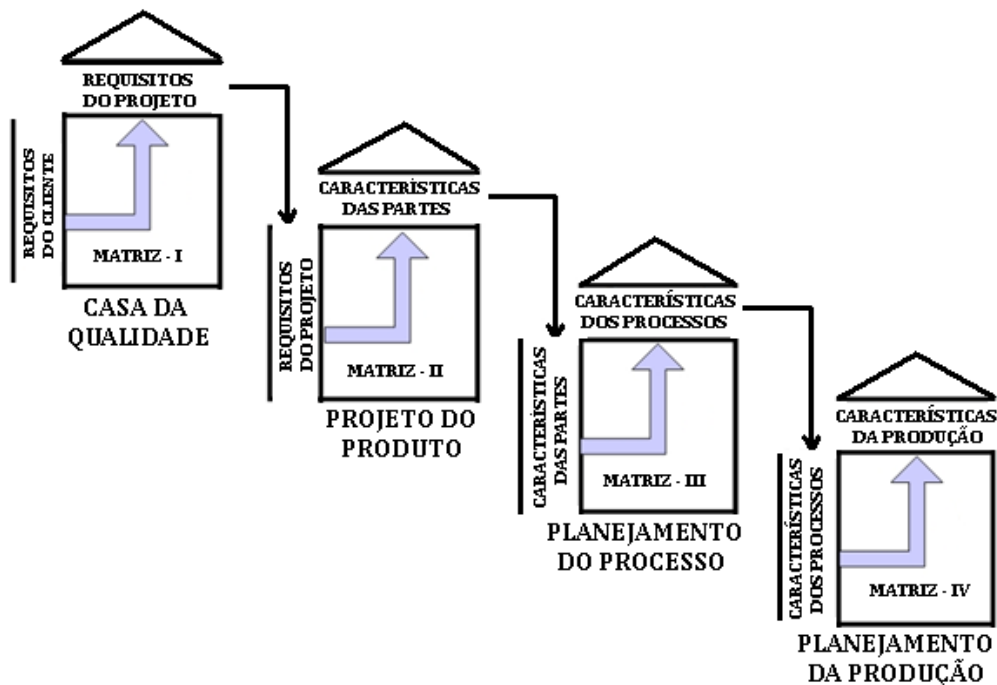 REQUISITOS
DO PROJETO
REQUISITOS
DO CLIENTE
MATRIZ - I
CASA DA
QUALIDADE
CARACTERÍSTICAS
DAS PARTES
REQUISITOS
DO PROJETO
MATRIZ - II
PROJETO DO
PRODUTO
CARACTERÍSTICAS
DOS PROCESSOS
CARACTERÍSTICAS
DAS PARTES
MATRIZ - III
PLANEJAMENTO
DO PROCESSO
CARACTERÍSTICAS
DA PRODUÇÃO
CARACTERÍSTICAS
DOS PROCESSOS
MATRIZ - IV
PLANEJAMENTO
DA PRODUÇÃO